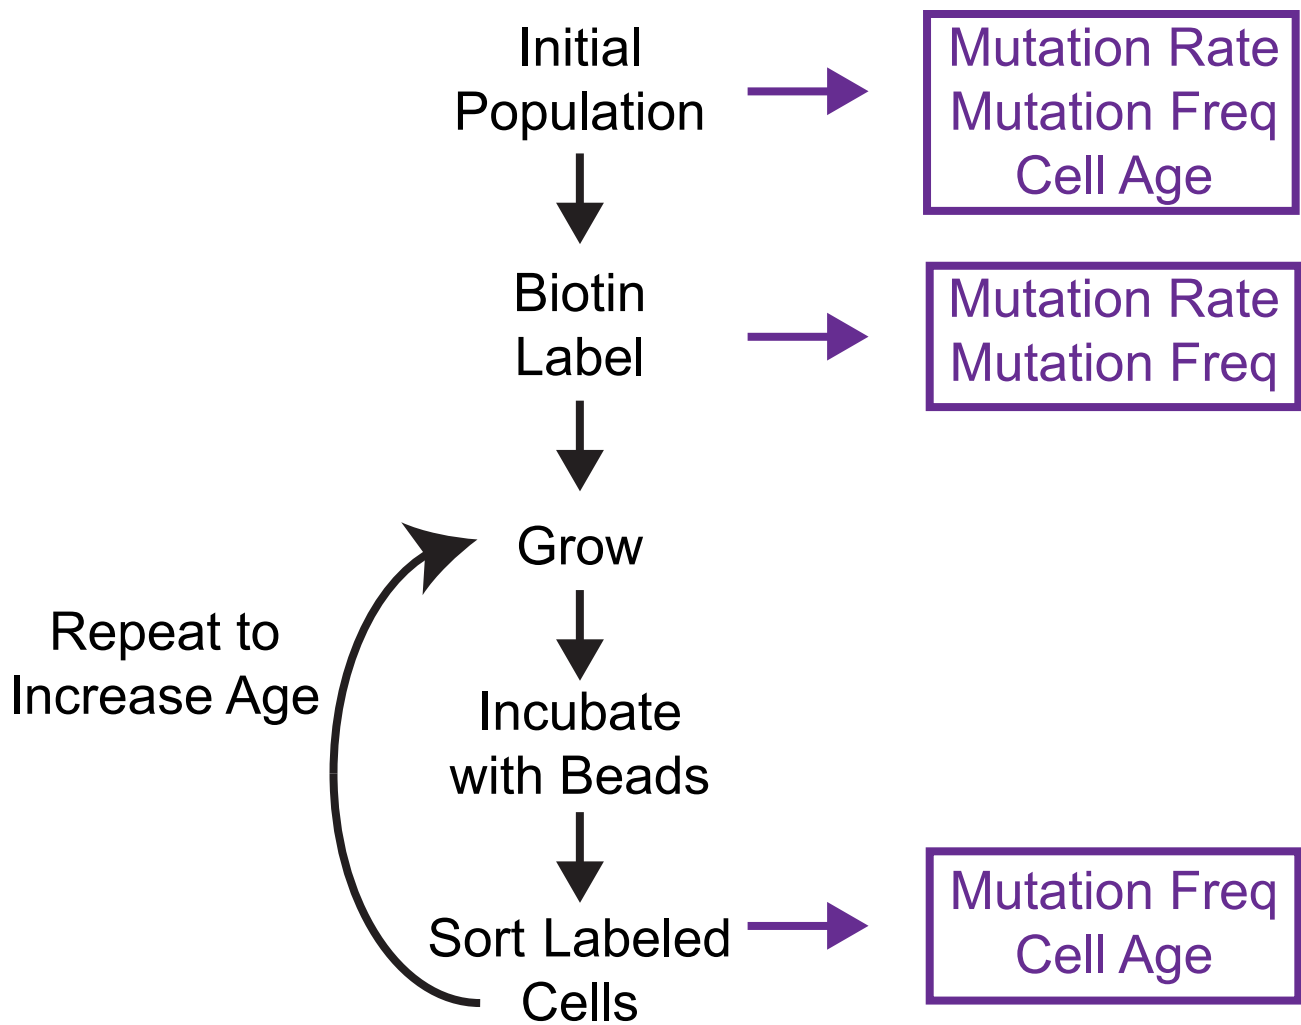 Initial
Population
Mutation Rate
Mutation Freq
Cell Age
Biotin
Label
Mutation Rate
Mutation Freq
Grow
Repeat to
Increase Age
Incubate
with Beads
Sort Labeled
Cells
Mutation Freq
Cell Age